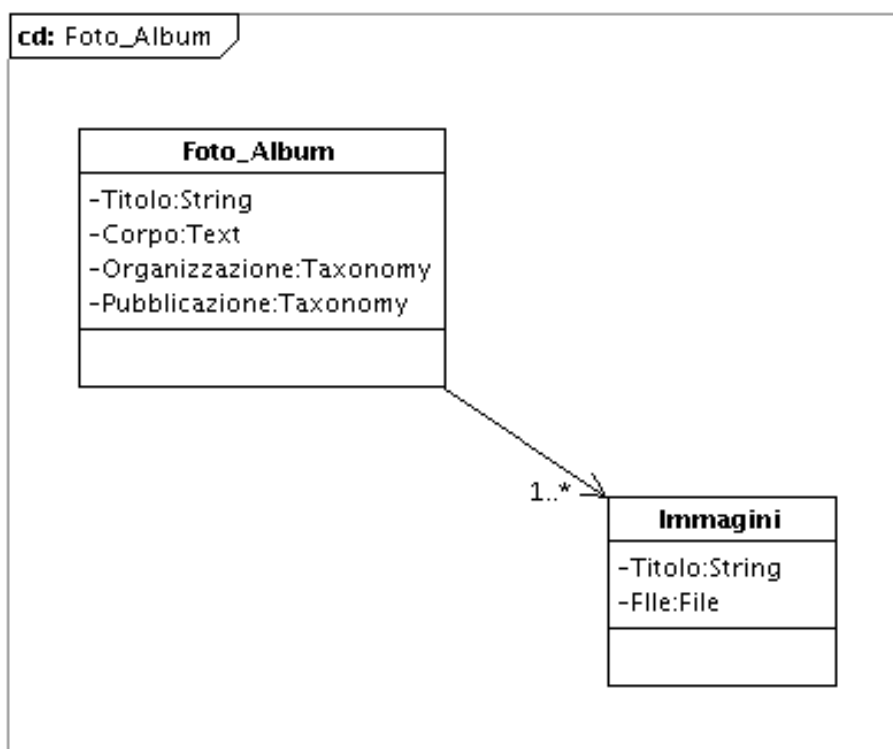 cd: Foto_Album
Foto_Album
-Titolo:String
-Corpo:Text
-Organizzazione:Taxonomy
-Pubblicazione:Taxonomy
1..*
Immagini
-Titolo:String
-FIle:File